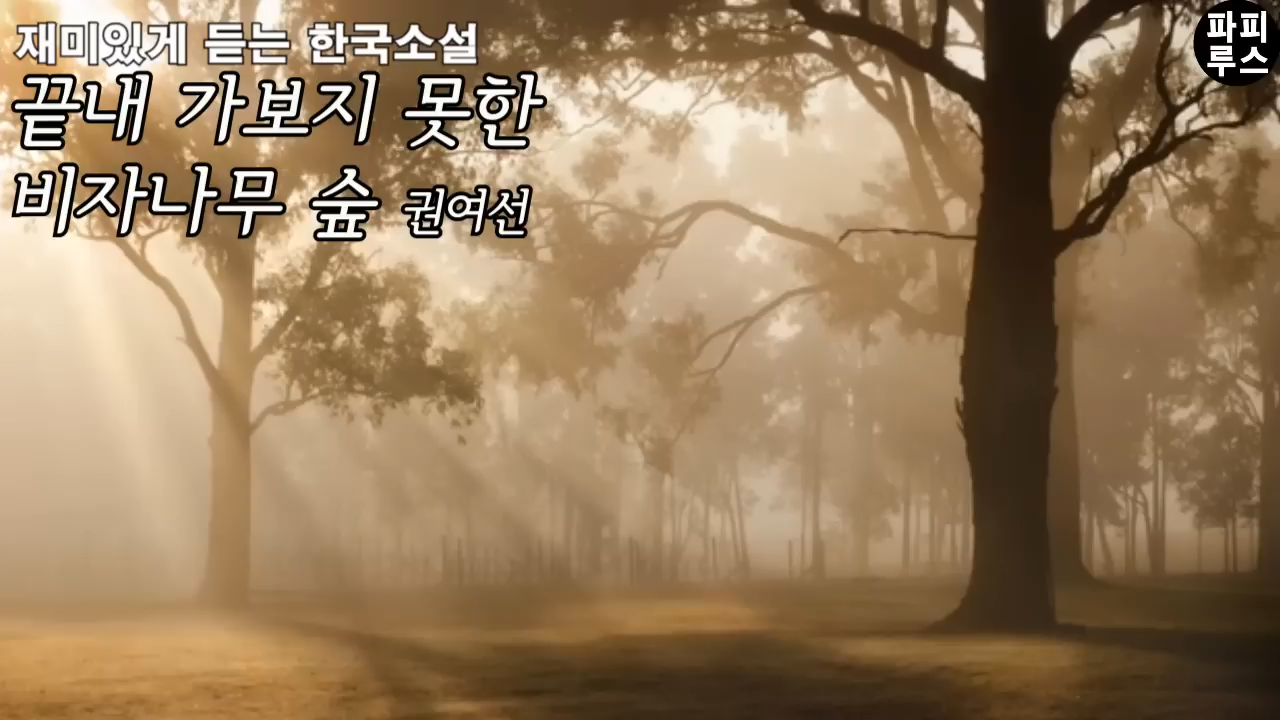 재미있게 듣는 한국소설
끝내 가보지 못한
비자나무 숲 권여선
파피
루스